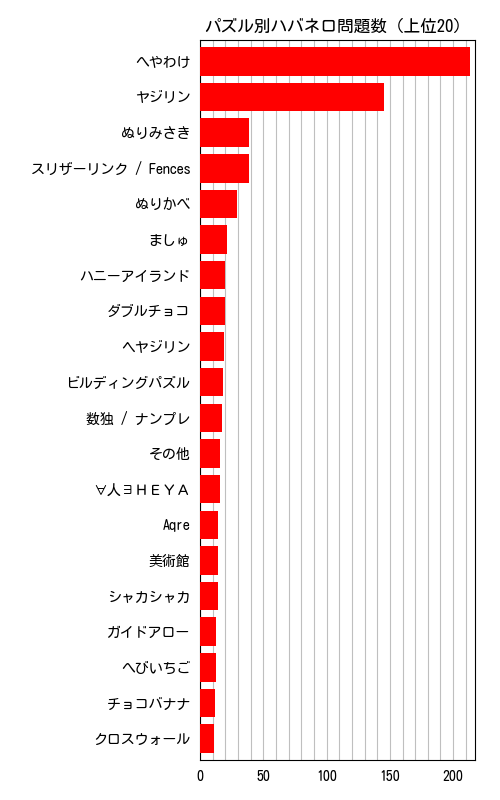 パズル別ハバネロ問題数 (上位20)
へやわけ
ヤジリン
ぬりみさき
スリザーリンク / Fences
ぬりかべ
ましゅ
ハニーアイランド
ダブルチョコ
ヘヤジリン
ビルディングパズル
数独 / ナンプレ
その他
∀人∃ＨＥＹＡ
Aqre
美術館
シャカシャカ
ガイドアロー
へびいちご
チョコバナナ
クロスウォール
0 50 100 150 200